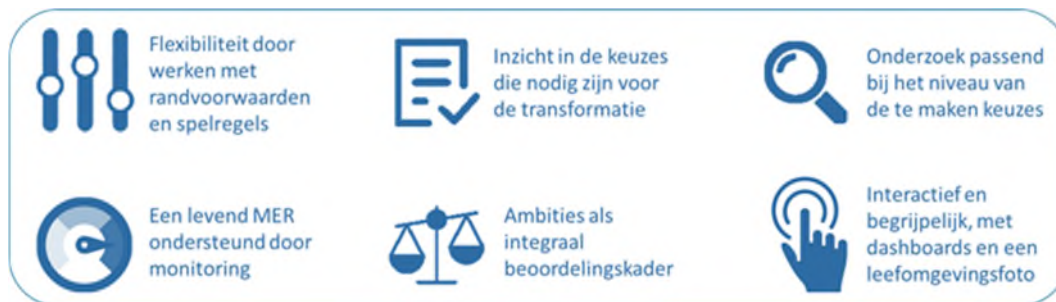 Flexibiliteit door
werken met
randvoorwaarden
en spelregels
Inzicht in de keuzes
die nodig zijn voor
de transformatie
Onderzoek passend
bij het niveau van
de te maken keuzes
Een levend MER
ondersteund door
monitoring
Ambities als
integraal
beoordelingskader
Interactief en
begrijpelijk, met
dashboards en een
leefomgevingsfoto